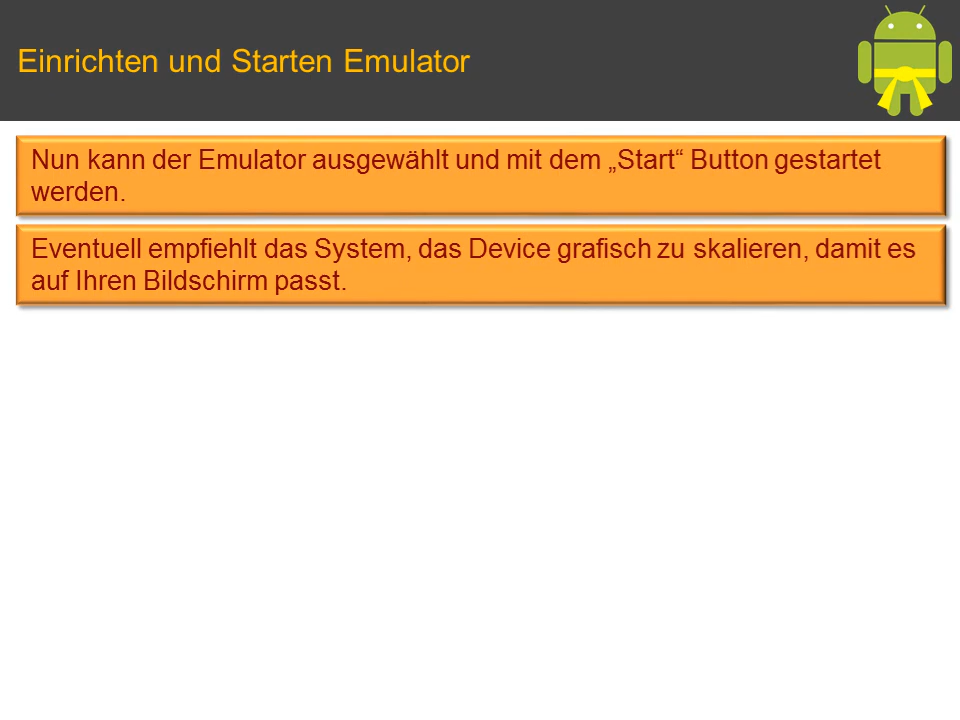 Einrichten und Starten Emulator
Nun kann der Emulator ausgewählt und mit dem „Start“ Button gestartet
werden.
Eventuell empfiehlt das System, das Device grafisch zu skalieren, damit es
auf Ihren Bildschirm passt.